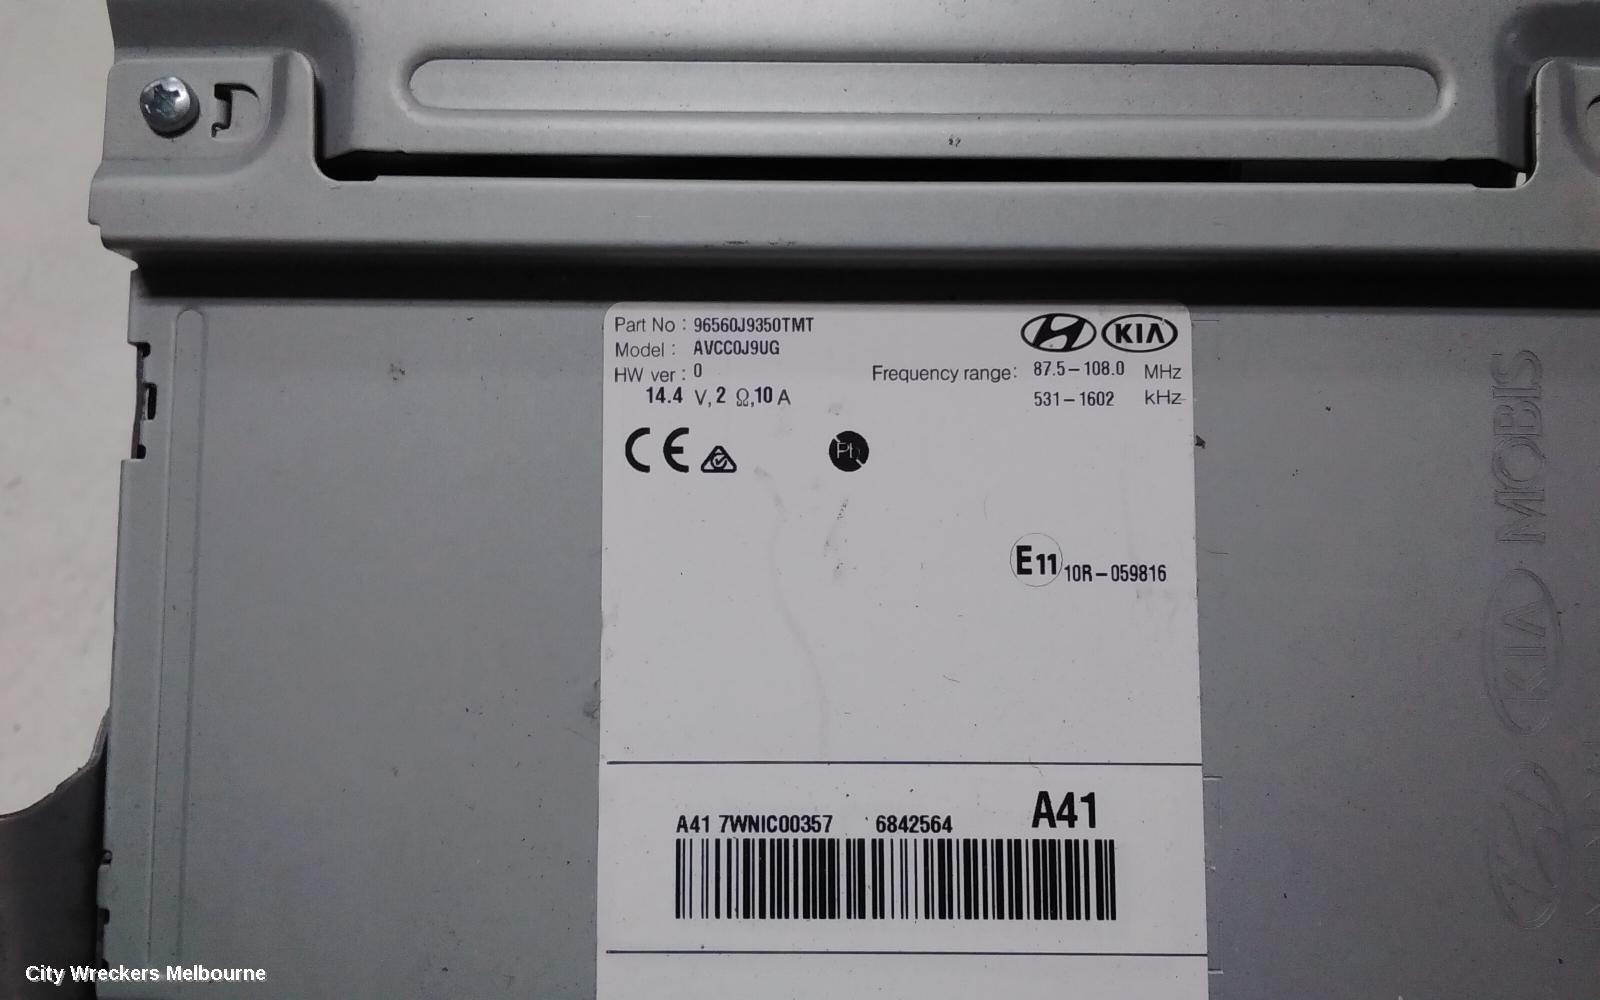 Part No : 96560J9350TMT
Model : AVCC0J9UG
HW ver : 0
14.4 V, 2 Ω, 10 A
KIA
Frequency range: 87.5-108.0 MHz
531-1602 kHz
CE
Pb
E11 10R-059816
A41
A41 7WNIC00357 6842564
MOBIS
KIA
City Wreckers Melbourne